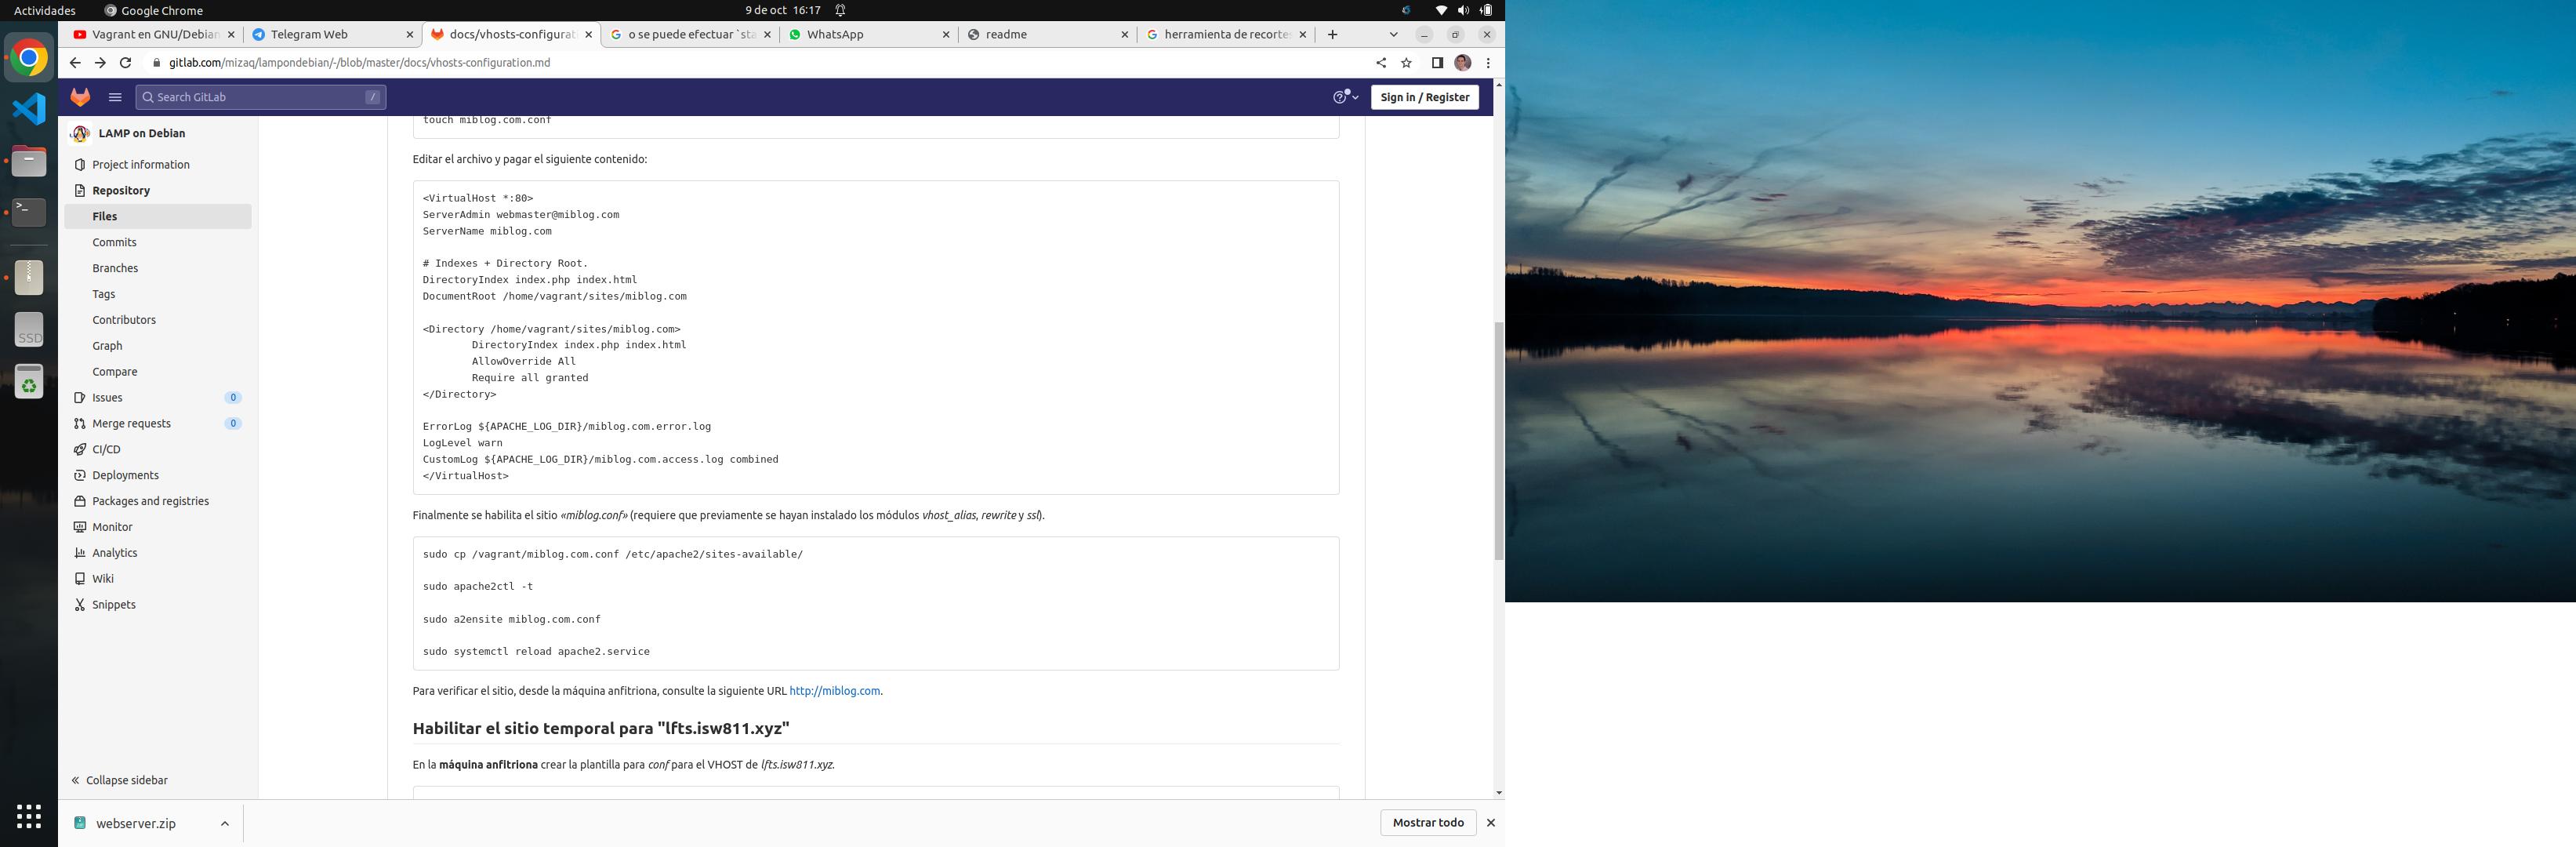 Actividades
Google Chrome
9 de oct 16:17
Vagrant en GNU/Debian
Telegram Web
docs/vhosts-configurati
o se puede efectuar `sta
WhatsApp
readme
herramienta de recortes
gitlab.com/mizaq/lampondebian/-/blob/master/docs/vhosts-configuration.md
Search GitLab
/
Sign in / Register
LAMP on Debian
Project information
Repository
Files
Commits
Branches
Tags
Contributors
Graph
Compare
Issues 0
Merge requests 0
CI/CD
Deployments
Packages and registries
Monitor
Analytics
Wiki
Snippets
Collapse sidebar
SSD
touch miblog.com.conf
Editar el archivo y pagar el siguiente contenido:
<VirtualHost *:80>
ServerAdmin webmaster@miblog.com
ServerName miblog.com
# Indexes + Directory Root.
DirectoryIndex index.php index.html
DocumentRoot /home/vagrant/sites/miblog.com
<Directory /home/vagrant/sites/miblog.com>
DirectoryIndex index.php index.html
AllowOverride All
Require all granted
</Directory>
ErrorLog ${APACHE_LOG_DIR}/miblog.com.error.log
LogLevel warn
CustomLog ${APACHE_LOG_DIR}/miblog.com.access.log combined
</VirtualHost>
Finalmente se habilita el sitio «miblog.conf» (requiere que previamente se hayan instalado los módulos vhost_alias, rewrite y ssl).
sudo cp /vagrant/miblog.com.conf /etc/apache2/sites-available/
sudo apache2ctl -t
sudo a2ensite miblog.com.conf
sudo systemctl reload apache2.service
Para verificar el sitio, desde la máquina anfitriona, consulte la siguiente URL http://miblog.com.
Habilitar el sitio temporal para "lfts.isw811.xyz"
En la máquina anfitriona crear la plantilla para conf para el VHOST de lfts.isw811.xyz.
webserver.zip
Mostrar todo